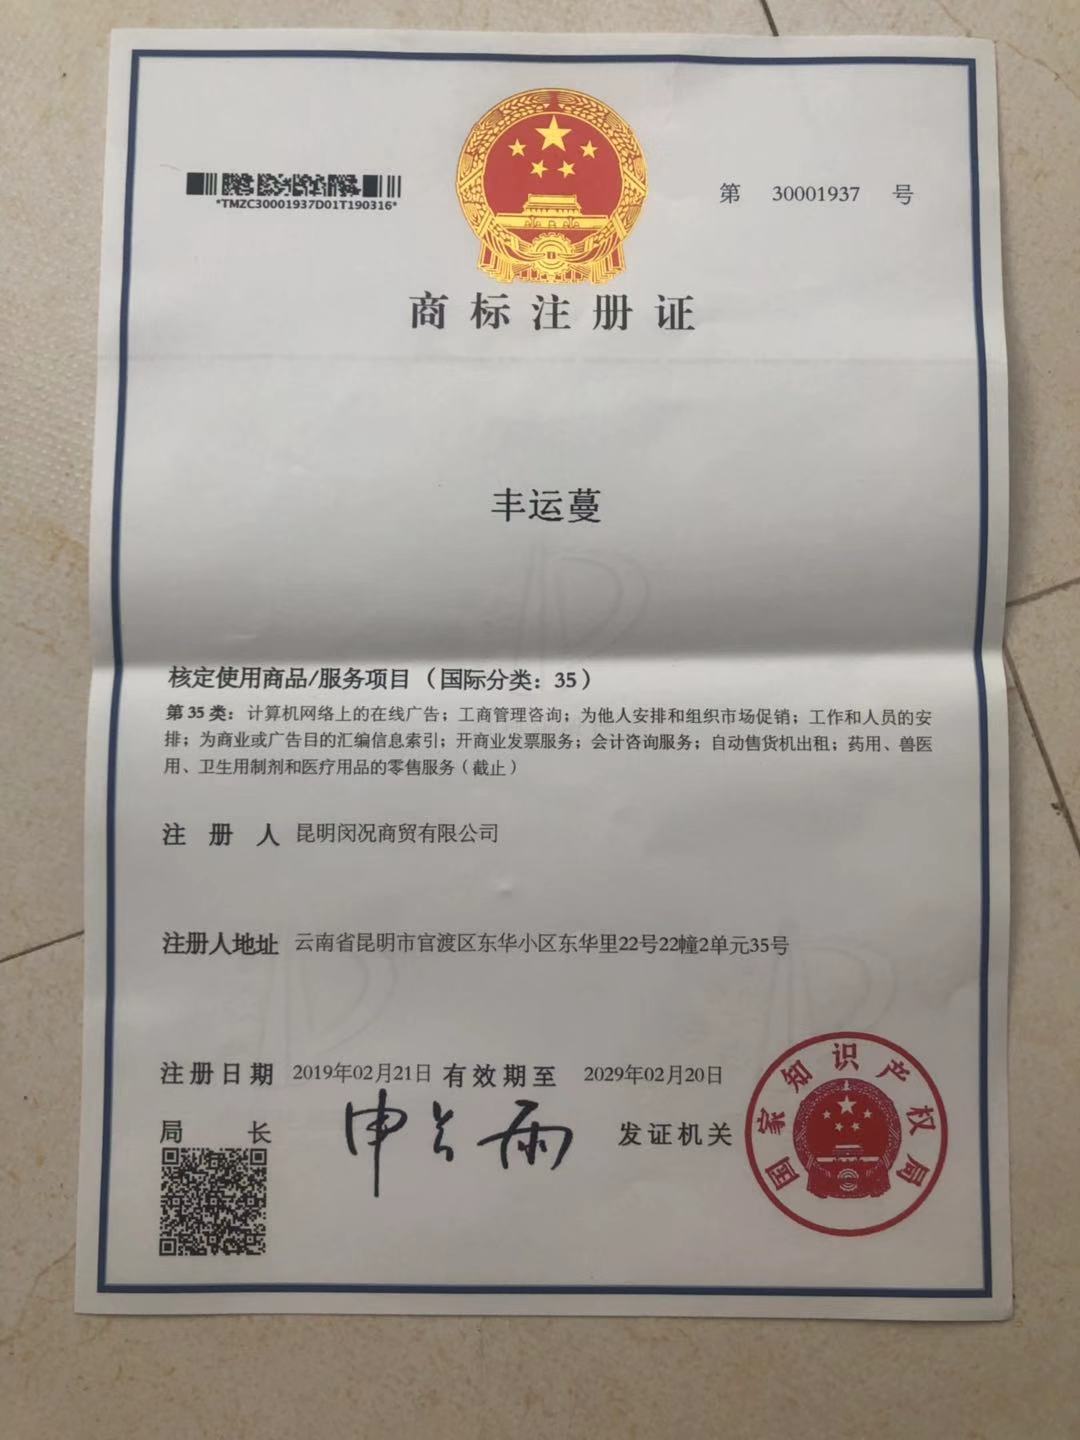 *TMZC30001937D01T190316*
第 30001937 号
商标注册证
丰运蔓
核定使用商品/服务项目（国际分类：35）
第35类：计算机网络上的在线广告；工商管理咨询；为他人安排和组织市场促销；工作和人员的安
排；为商业或广告目的汇编信息索引；开商业发票服务；会计咨询服务；自动售货机出租；药用、兽医
用、卫生用制剂和医疗用品的零售服务（截止）
注册人 昆明闵况商贸有限公司
注册人地址 云南省昆明市官渡区东华小区东华里22号22幢2单元35号
注册日期 2019年02月21日 有效期至 2029年02月20日
局长 申长雨 发证机关
国家知识产权局